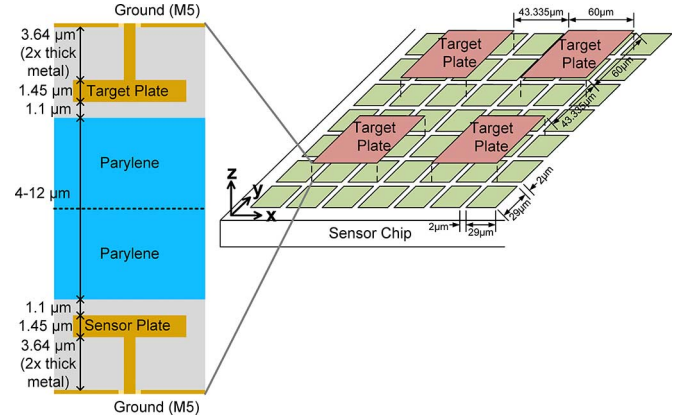 Ground (M5)
3.64 µm
(2x thick
metal)
1.45 µm
Target Plate
1.1 µm
Parylene
4-12 µm
Parylene
1.1 µm
1.45 µm
Sensor Plate
3.64 µm
(2x thick
metal)
Ground (M5)
43.335µm
60µm
Target
Plate
Target
Plate
60µm
43.335µm
Target
Plate
Target
Plate
z
y
x
2µm
29µm
2µm
29µm
Sensor Chip